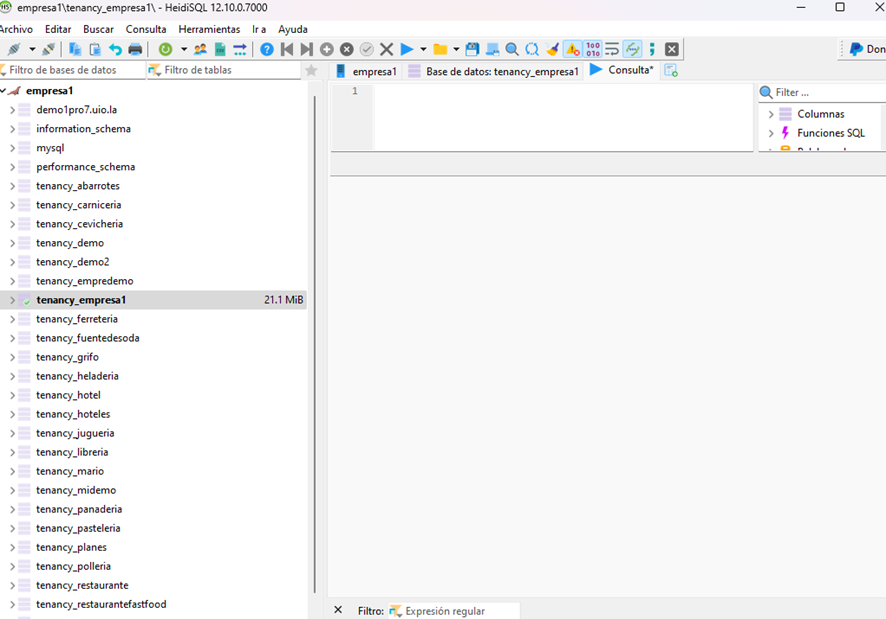 empresa1\tenancy_empresa1\ - HeidiSQL 12.10.0.7000
Archivo Editar Buscar Consulta Herramientas Ir a Ayuda
Don
Filtro de bases de datos Filtro de tablas
empresa1 Base de datos: tenancy_empresa1 Consulta*
empresa1
demo1pro7.uio.la
information_schema
mysql
performance_schema
tenancy_abarrotes
tenancy_carniceria
tenancy_cevicheria
tenancy_demo
tenancy_demo2
tenancy_empredemo
tenancy_empresa1 21.1 MiB
tenancy_ferreteria
tenancy_fuentedesoda
tenancy_grifo
tenancy_heladeria
tenancy_hotel
tenancy_hoteles
tenancy_jugueria
tenancy_libreria
tenancy_mario
tenancy_midemo
tenancy_panaderia
tenancy_pasteleria
tenancy_planes
tenancy_polleria
tenancy_restaurante
tenancy_restaurantefastfood
1
Filter ...
Columnas
Funciones SQL
Filtro: Expresión regular